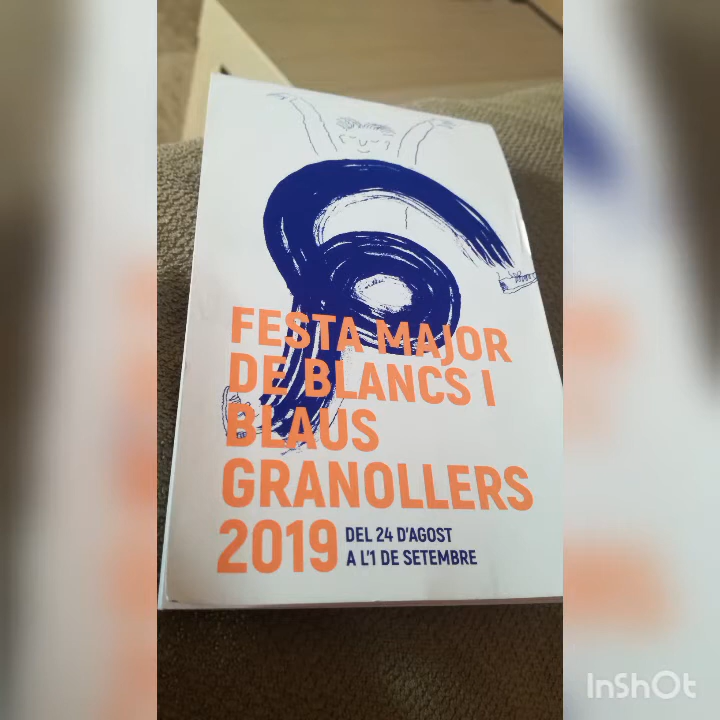 FESTA MAJOR
DE BLANCS I
BLAUS
GRANOLLERS
2019
DEL 24 D'AGOST
A L'1 DE SETEMBRE
InShOt